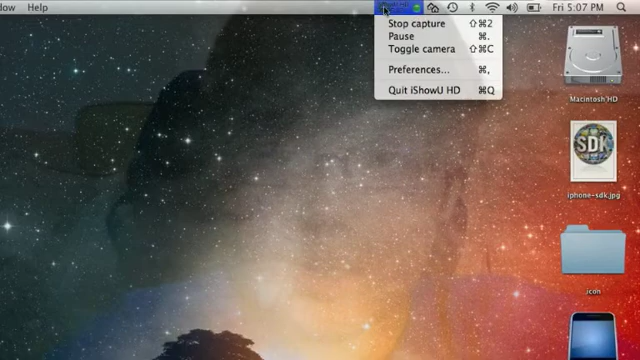 dow Help
Fri 5:07 PM
Stop capture ⇧⌘2
Pause ⌘.
Toggle camera ⇧⌘C
Preferences... ⌘,
Quit iShowU HD ⌘Q
Macintosh HD
SDK
iphone-sdk.jpg
icon